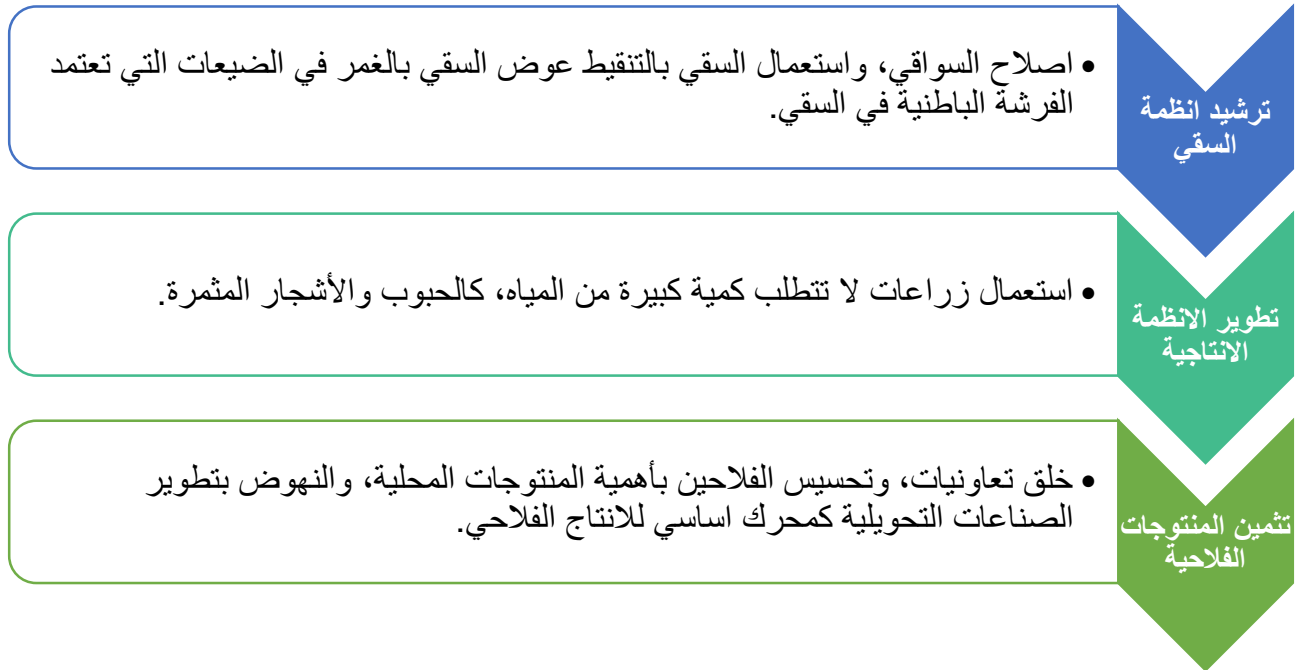 ترشيد انظمة
السقي
• اصلاح السواقي، واستعمال السقي بالتنقيط عوض السقي بالغمر في الضيعات التي تعتمد
الفرشة الباطنية في السقي.
تطوير الانظمة
الانتاجية
• استعمال زراعات لا تتطلب كمية كبيرة من المياه، كالحبوب والأشجار المثمرة.
تثمين المنتوجات
الفلاحية
• خلق تعاونيات، وتحسيس الفلاحين بأهمية المنتوجات المحلية، والنهوض بتطوير
الصناعات التحويلية كمحرك اساسي للانتاج الفلاحي.